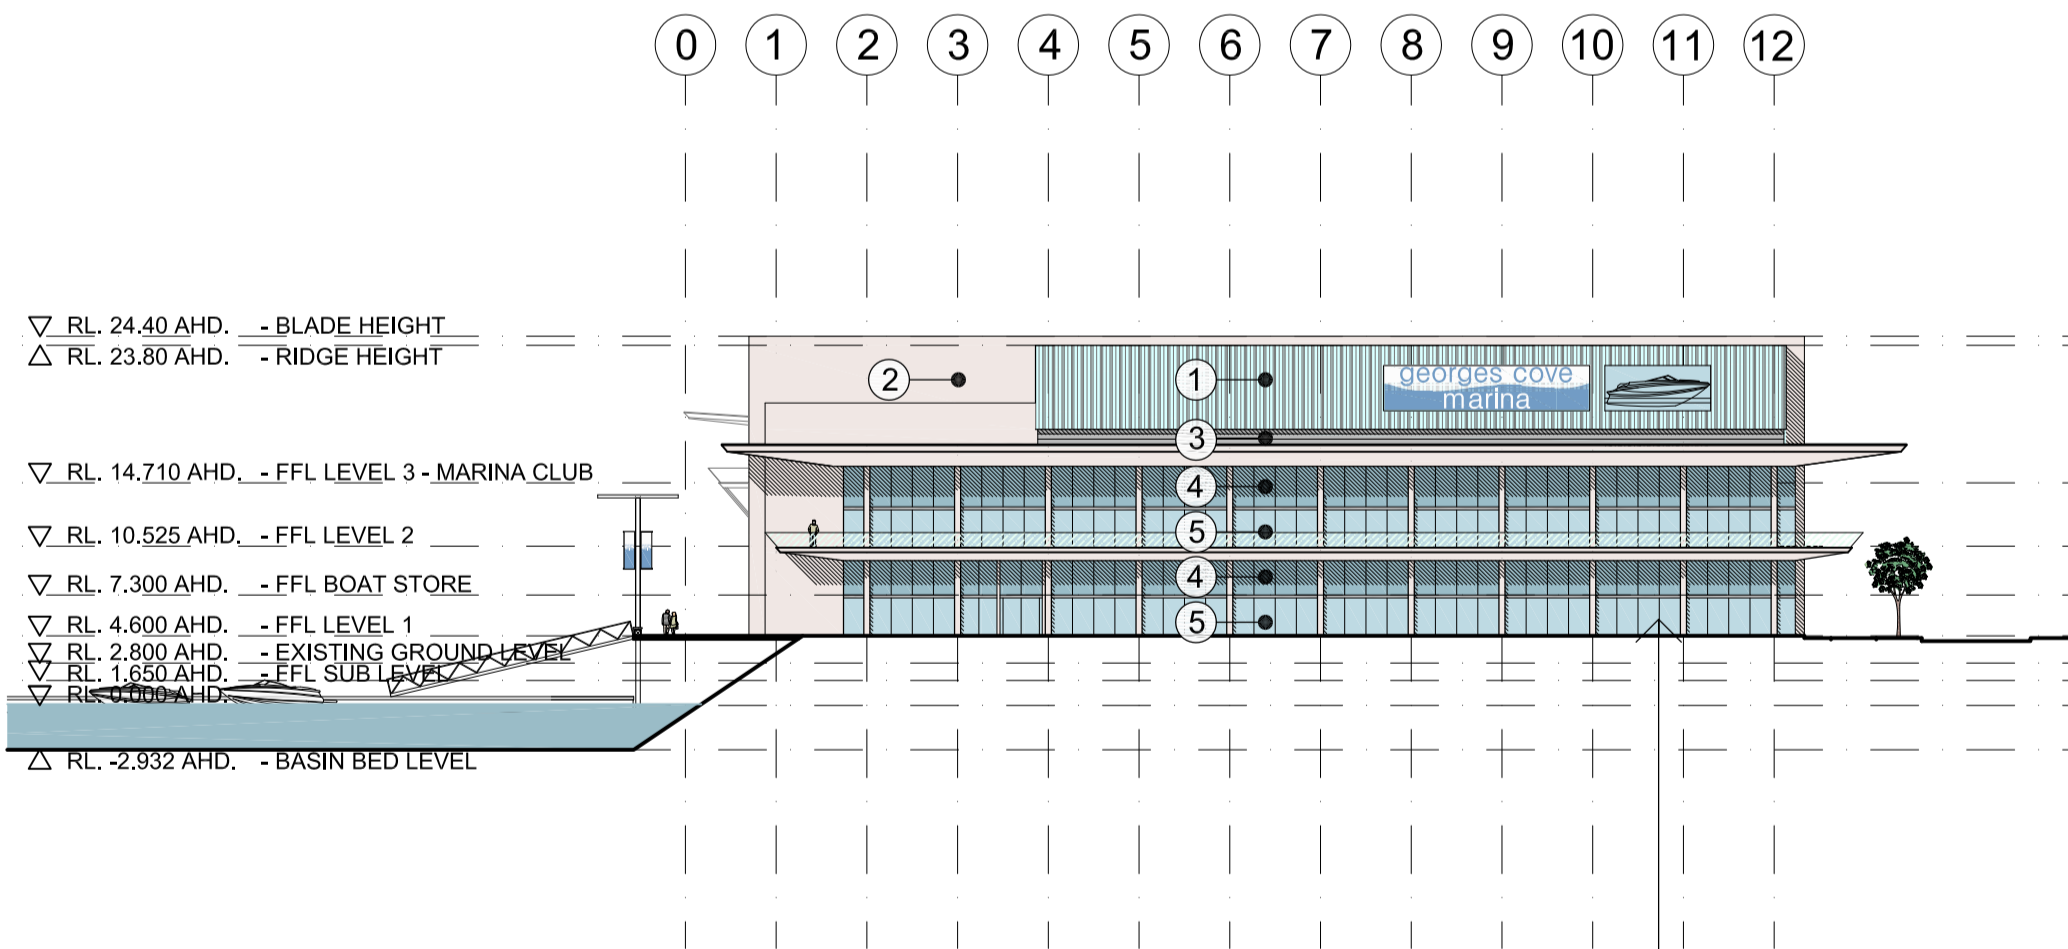 0 1 2 3 4 5 6 7 8 9 10 11 12
RL. 24.40 AHD. - BLADE HEIGHT
RL. 23.80 AHD. - RIDGE HEIGHT
2
1
georges cove
marina
3
RL. 14.710 AHD. - FFL LEVEL 3 - MARINA CLUB
4
RL. 10.525 AHD. - FFL LEVEL 2
5
RL. 7.300 AHD. - FFL BOAT STORE
4
RL. 4.600 AHD. - FFL LEVEL 1
5
RL. 2.800 AHD. - EXISTING GROUND LEVEL
RL. 1.650 AHD. - FFL SUB LEVEL
RL. 0.000 AHD.
RL. -2.932 AHD. - BASIN BED LEVEL